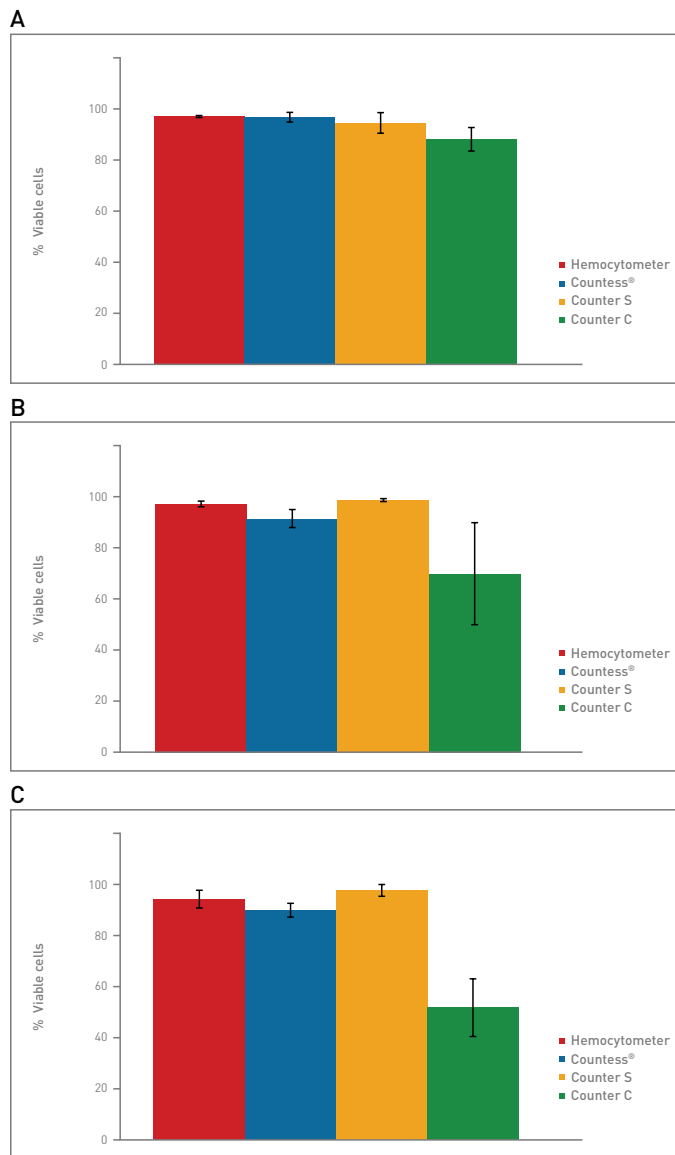 A
100
80
60
40
20
0
% Viable cells
Hemocytometer
Countess®
Counter S
Counter C
B
100
80
60
40
20
0
% Viable cells
Hemocytometer
Countess®
Counter S
Counter C
C
100
80
60
40
20
0
% Viable cells
Hemocytometer
Countess®
Counter S
Counter C